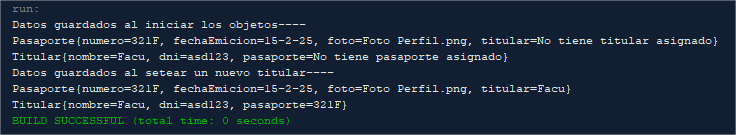 run:
Datos guardados al iniciar los objetos----
Pasaporte{numero=321F, fechaEmicion=15-2-25, foto=Foto Perfil.png, titular=No tiene titular asignado}
Titular{nombre=Facu, dni=asd123, pasaporte=No tiene pasaporte asignado}
Datos guardados al setear un nuevo titular----
Pasaporte{numero=321F, fechaEmicion=15-2-25, foto=Foto Perfil.png, titular=Facu}
Titular{nombre=Facu, dni=asd123, pasaporte=321F}
BUILD SUCCESSFUL (total time: 0 seconds)